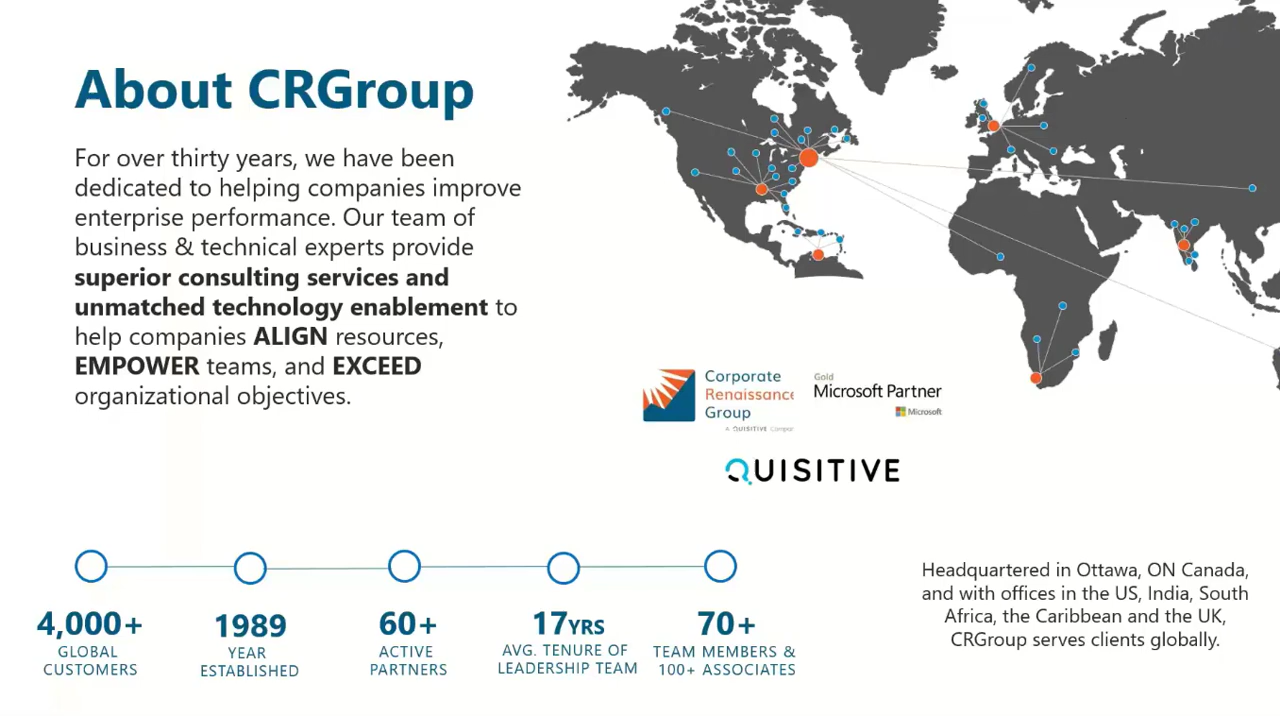 About CRGroup
For over thirty years, we have been
dedicated to helping companies improve
enterprise performance. Our team of
business & technical experts provide
superior consulting services and
unmatched technology enablement to
help companies ALIGN resources,
EMPOWER teams, and EXCEED
organizational objectives.
Corporate
Renaissance
Group
A QUISITIVE Company
Gold
Microsoft Partner
Microsoft
QUISITIVE
4,000+
GLOBAL
CUSTOMERS
1989
YEAR
ESTABLISHED
60+
ACTIVE
PARTNERS
17YRS
AVG. TENURE OF
LEADERSHIP TEAM
70+
TEAM MEMBERS &
100+ ASSOCIATES
Headquartered in Ottawa, ON Canada,
and with offices in the US, India, South
Africa, the Caribbean and the UK,
CRGroup serves clients globally.